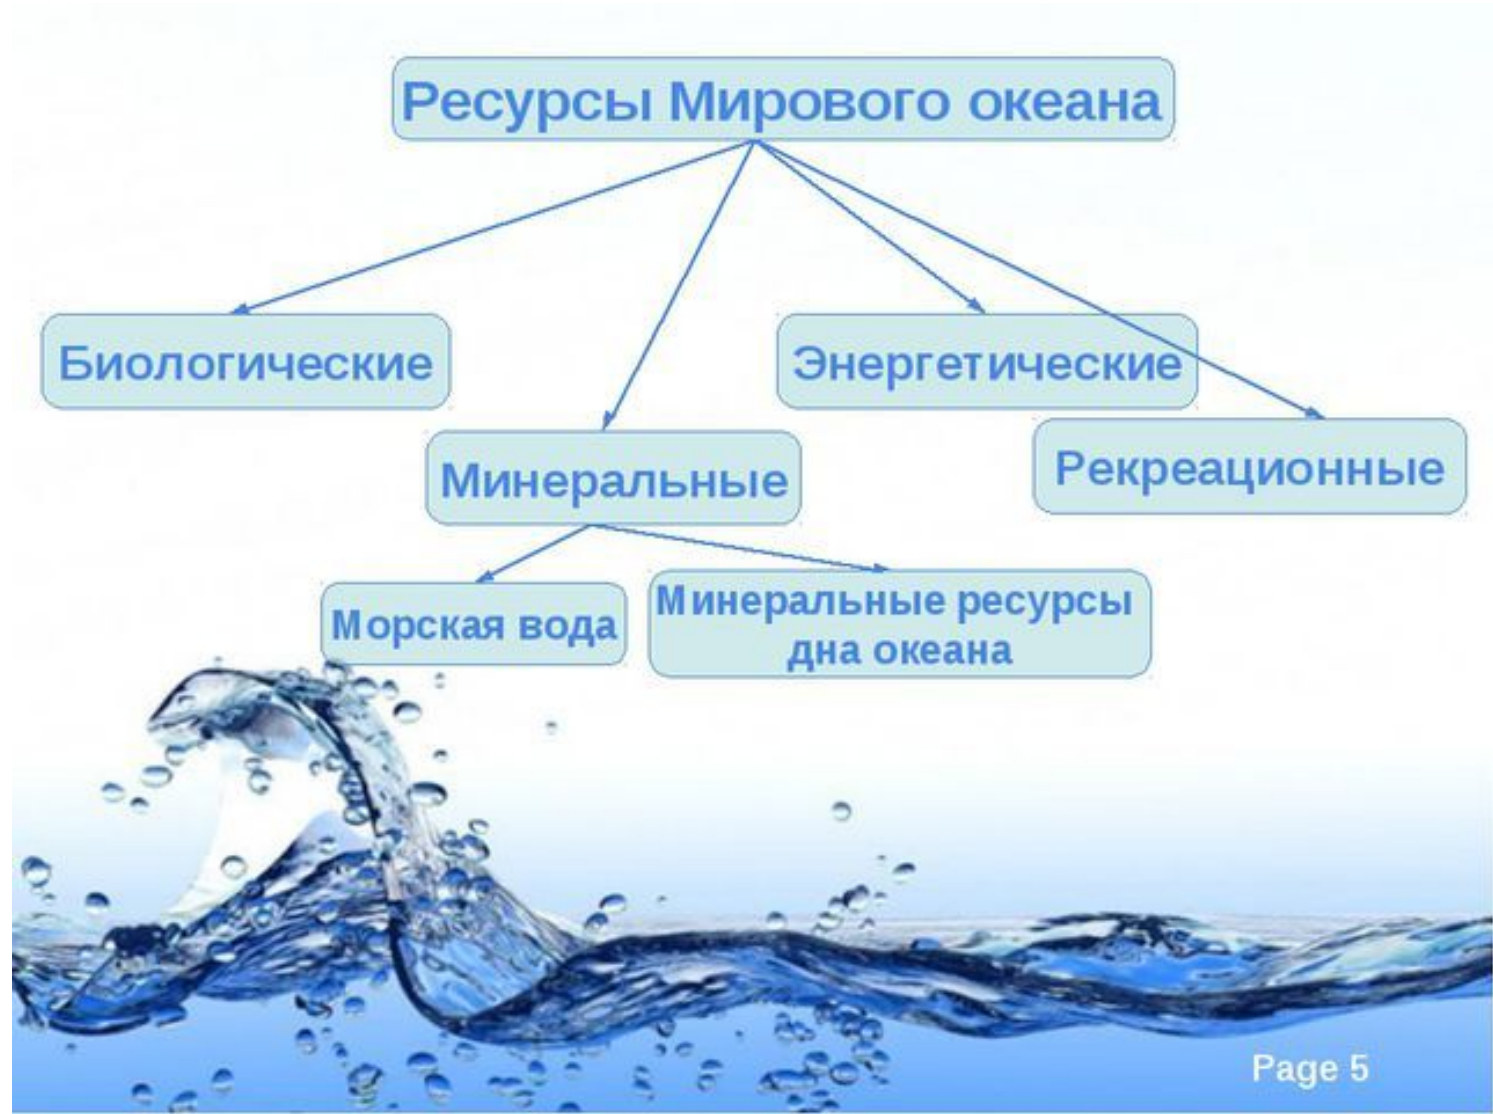 Ресурсы Мирового океана
Биологические
Энергетические
Минеральные
Рекреационные
Морская вода
Минеральные ресурсы
дна океана
Page 5